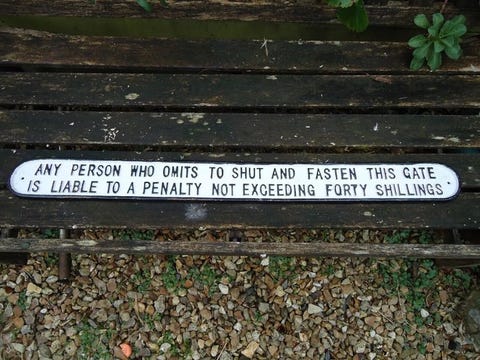 ANY PERSON WHO OMITS TO SHUT AND FASTEN THIS GATE
IS LIABLE TO A PENALTY NOT EXCEEDING FORTY SHILLINGS